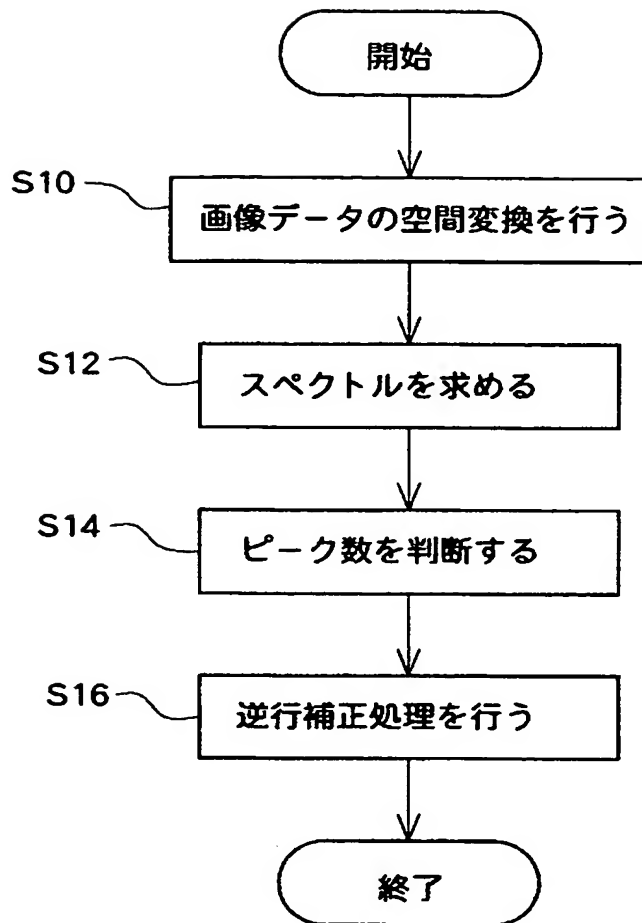 開始
S10
画像データの空間変換を行う
S12
スペクトルを求める
S14
ピーク数を判断する
S16
逆行補正処理を行う
終了